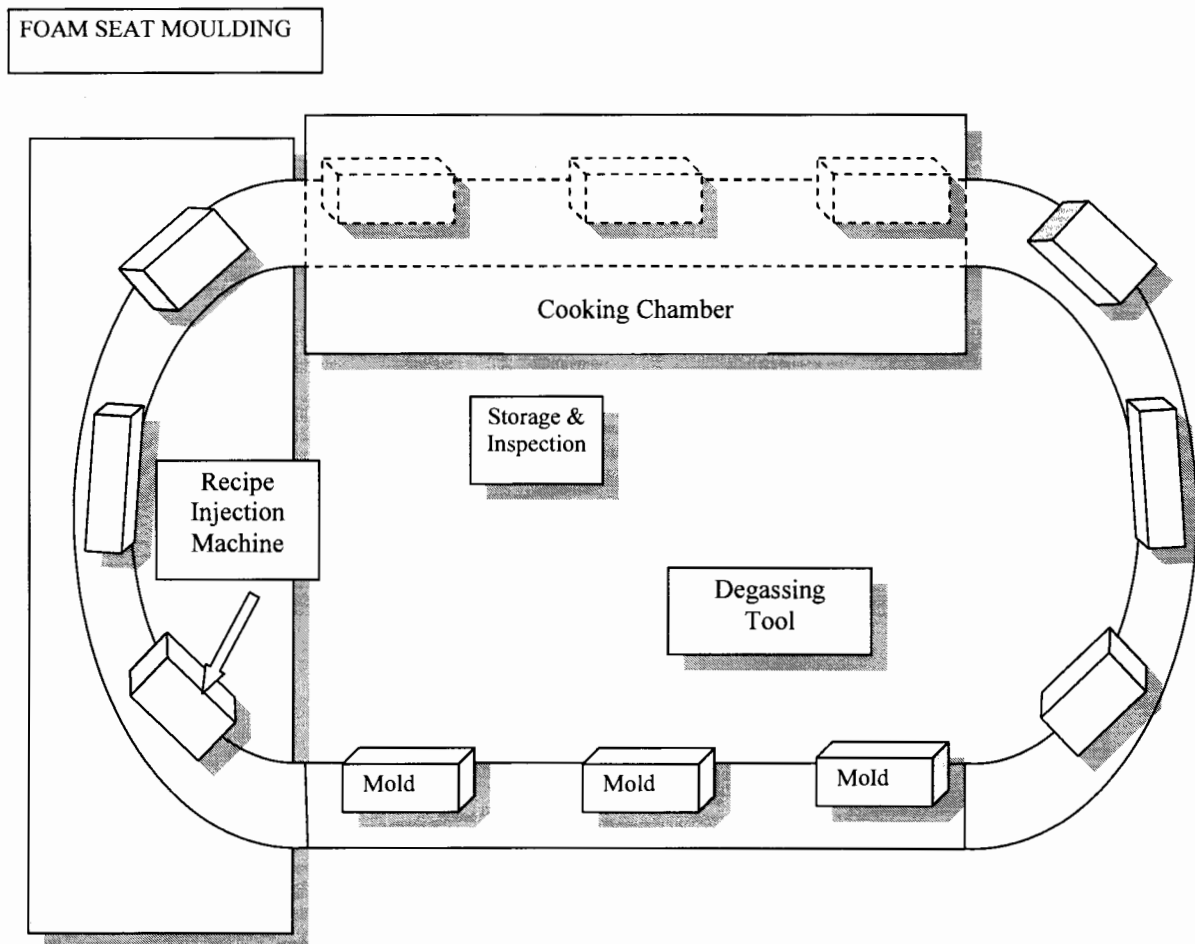 FOAM SEAT MOULDING
Cooking Chamber
Storage &
Inspection
Recipe
Injection
Machine
Degassing
Tool
Mold
Mold
Mold